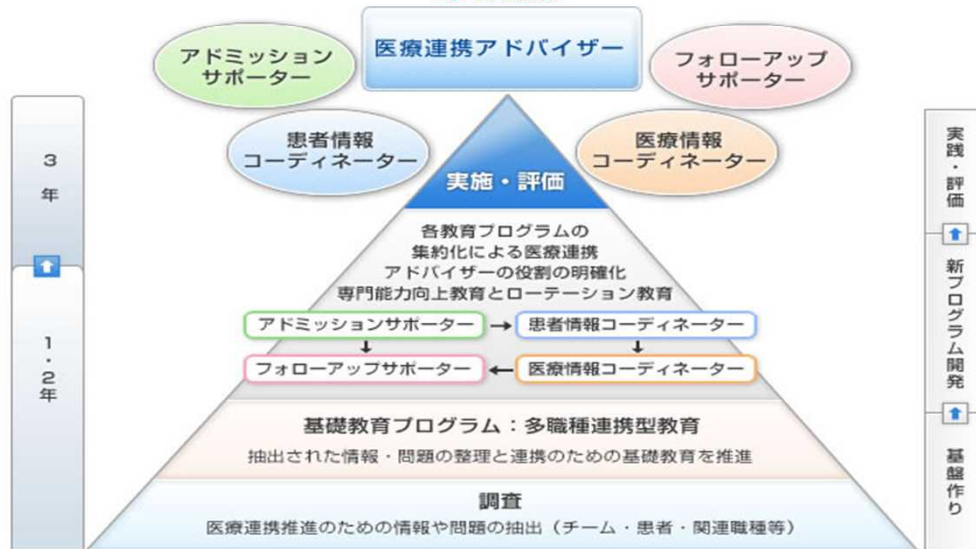 医療連携アドバイザー
アドミッション
サポーター
フォローアップ
サポーター
患者情報
コーディネーター
医療情報
コーディネーター
実施・評価
各教育プログラムの
集約化による医療連携
アドバイザーの役割の明確化
専門能力向上教育とローテーション教育
アドミッションサポーター
患者情報コーディネーター
フォローアップサポーター
医療情報コーディネーター
基礎教育プログラム：多職種連携型教育
抽出された情報・問題の整理と連携のための基礎教育を推進
調査
医療連携推進のための情報や問題の抽出（チーム・患者・関連職種等）
3年
1・2年
実践・評価
新プログラム開発
基盤作り